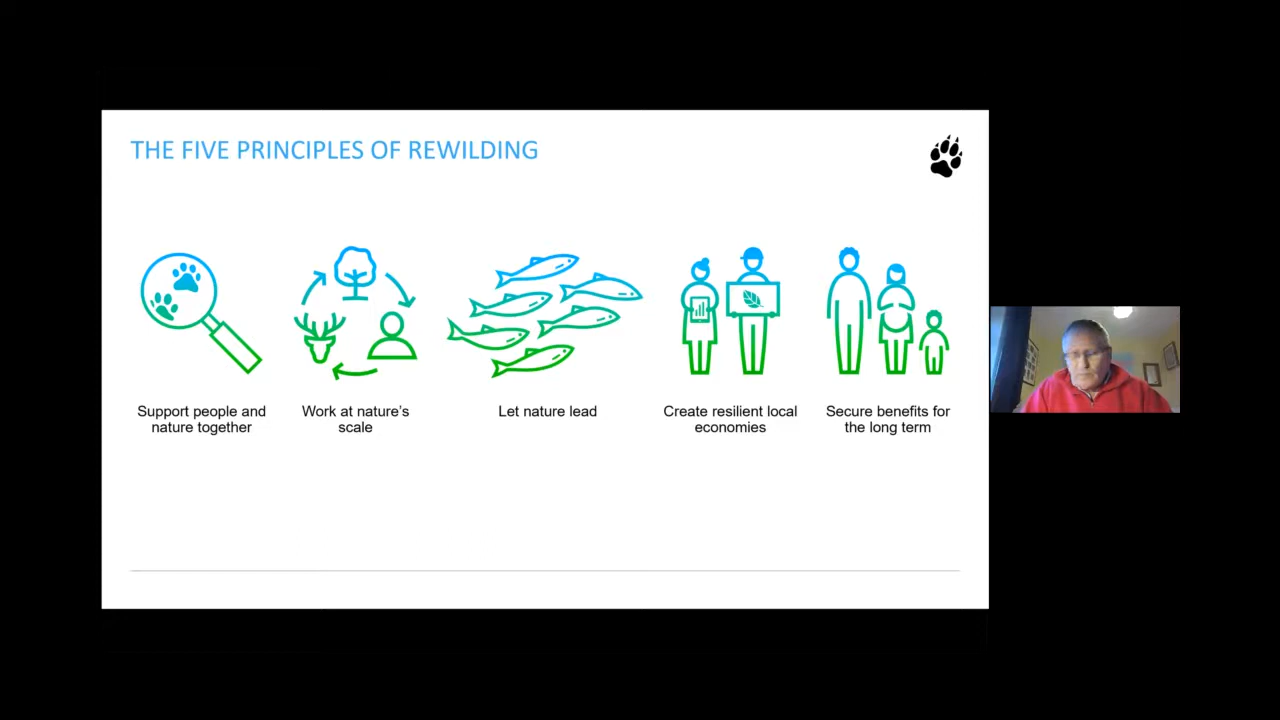 THE FIVE PRINCIPLES OF REWILDING
Support people and
nature together
Work at nature's
scale
Let nature lead
Create resilient local
economies
Secure benefits for
the long term